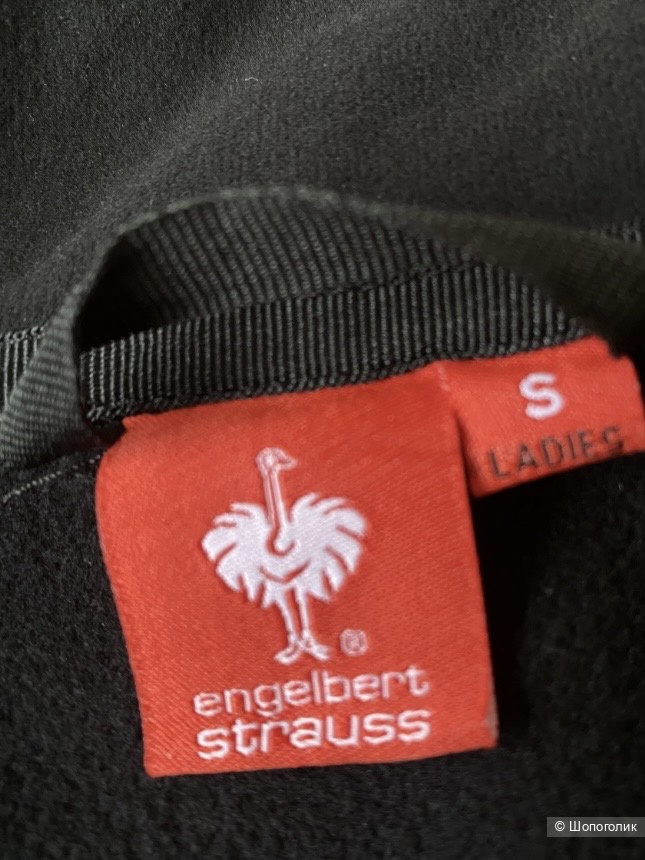 S
LADIES
®
engelbert
strauss
© Шопоголик